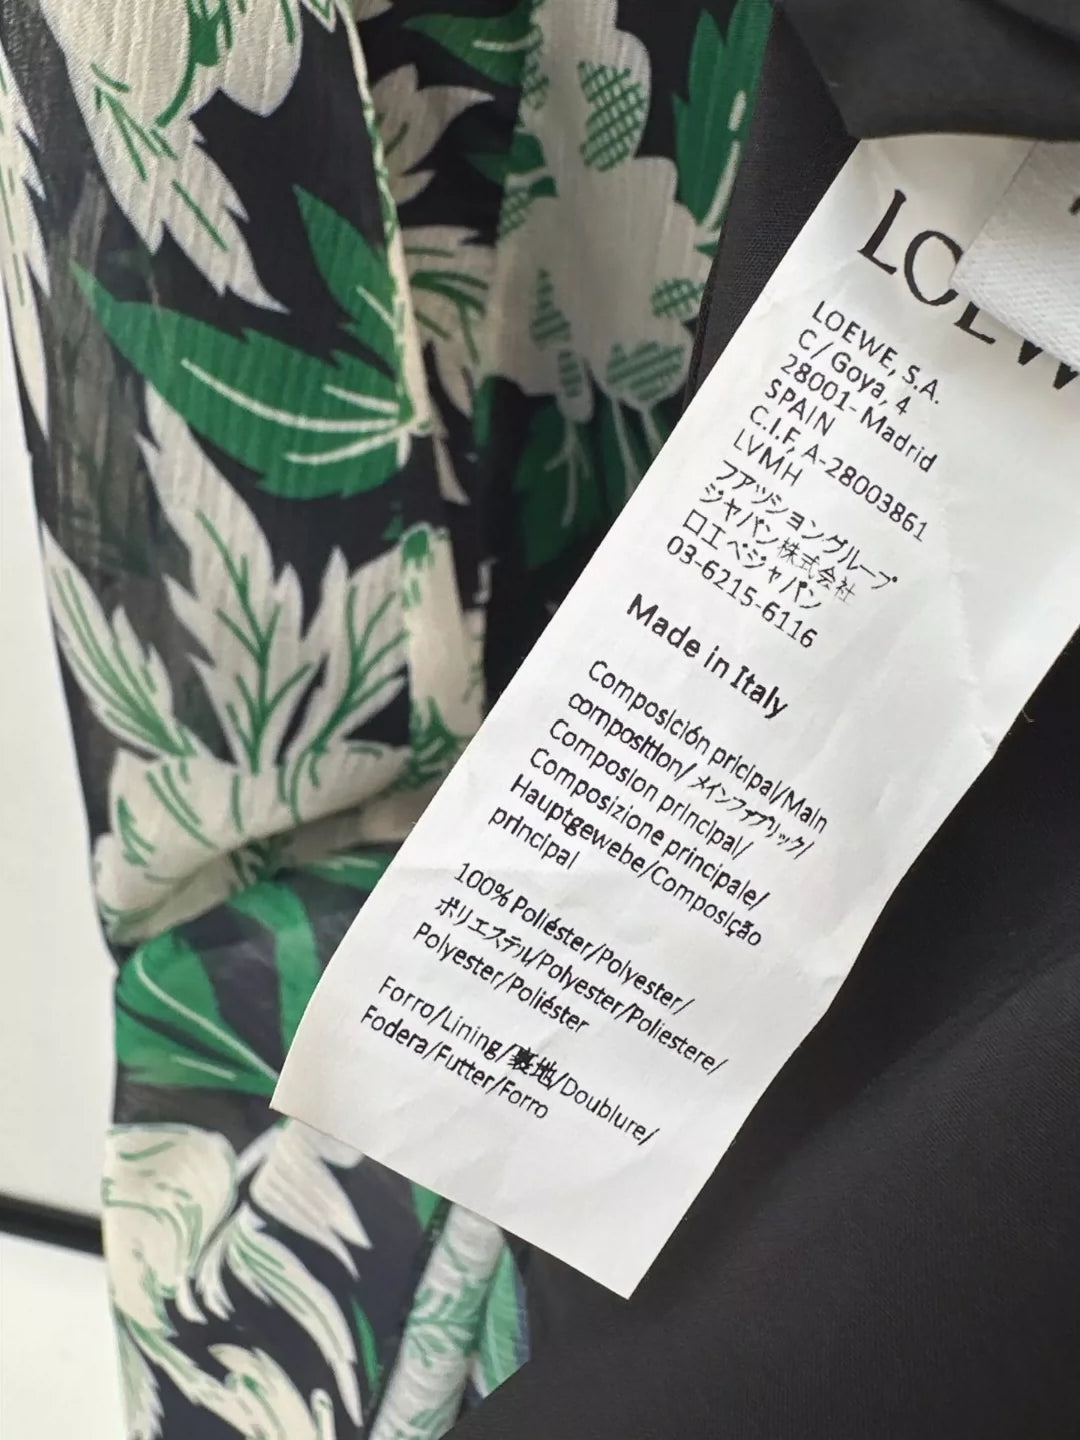 LOEW
LOEWE, S.A.
C/ Goya, 4
28001- Madrid
SPAIN
C.I.F, A-28003861
LVMH
フアッショングループ
ジャパン株式会社
ロエベジャパン
03-6215-6116
Made in Italy
Composición pricipal/Main
composition/メインファブリック/
Composion principal/
Composizione principale/
Hauptgewebe/Composição
principal
100% Poliéster/Polyester/
ポリエステル/Polyester/Poliestere/
Polyester/Poliéster
Forro/Lining/裏地/Doublure/
Fodera/Futter/Forro